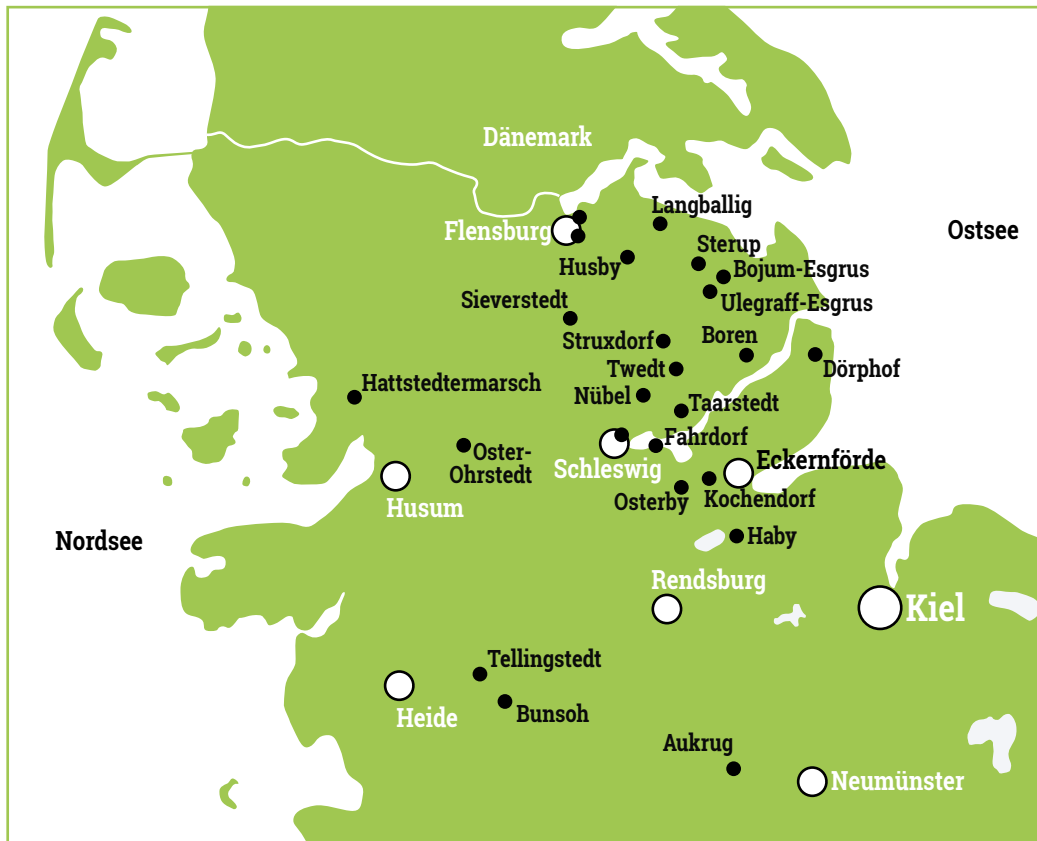 Dänemark
Langballig
Flensburg
Ostsee
Sterup
Husby
Bojum-Esgrus
Ulegraff-Esgrus
Sieverstedt
Struxdorf
Boren
Twedt
Dörphof
Hattstedtermarsch
Nübel
Taarstedt
Fahrdorf
Oster-
Ohrstedt
Schleswig
Eckernförde
Kochendorf
Osterby
Husum
Haby
Nordsee
Rendsburg
Kiel
Tellingstedt
Heide
Bunsoh
Aukrug
Neumünster